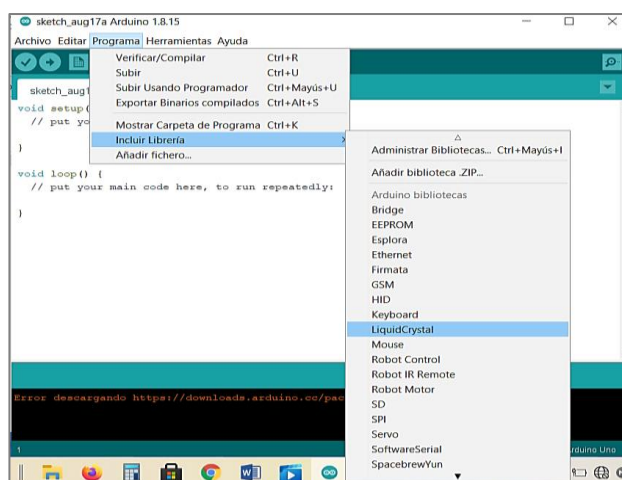 sketch_aug17a Arduino 1.8.15
Archivo Editar Programa Herramientas Ayuda
Verificar/Compilar Ctrl+R
Subir Ctrl+U
Subir Usando Programador Ctrl+Mayús+U
Exportar Binarios compilados Ctrl+Alt+S
Mostrar Carpeta de Programa Ctrl+K
Incluir Librería
Añadir fichero...
sketch_aug1
void setup(
// put yo
}
void loop() {
// put your main code here, to run repeatedly:
}
Administrar Bibliotecas... Ctrl+Mayús+I
Añadir biblioteca .ZIP...
Arduino bibliotecas
Bridge
EEPROM
Esplora
Ethernet
Firmata
GSM
HID
Keyboard
LiquidCrystal
Mouse
Robot Control
Robot IR Remote
Robot Motor
SD
SPI
Servo
SoftwareSerial
SpacebrewYun
Error descargando https://downloads.arduino.cc/pac
1
rduino Uno